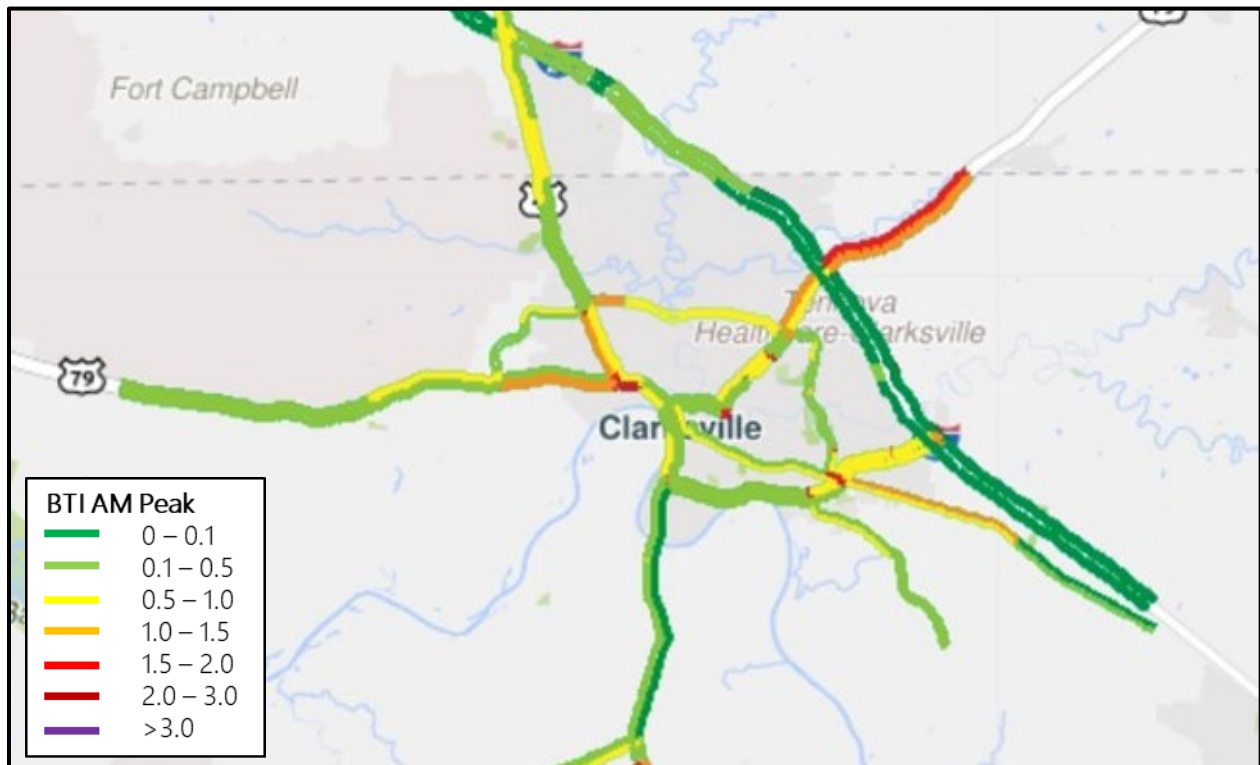 Fort Campbell
Healthcare-Clarksville
79
Clarksville
BTI AM Peak
0 – 0.1
0.1 – 0.5
0.5 – 1.0
1.0 – 1.5
1.5 – 2.0
2.0 – 3.0
>3.0